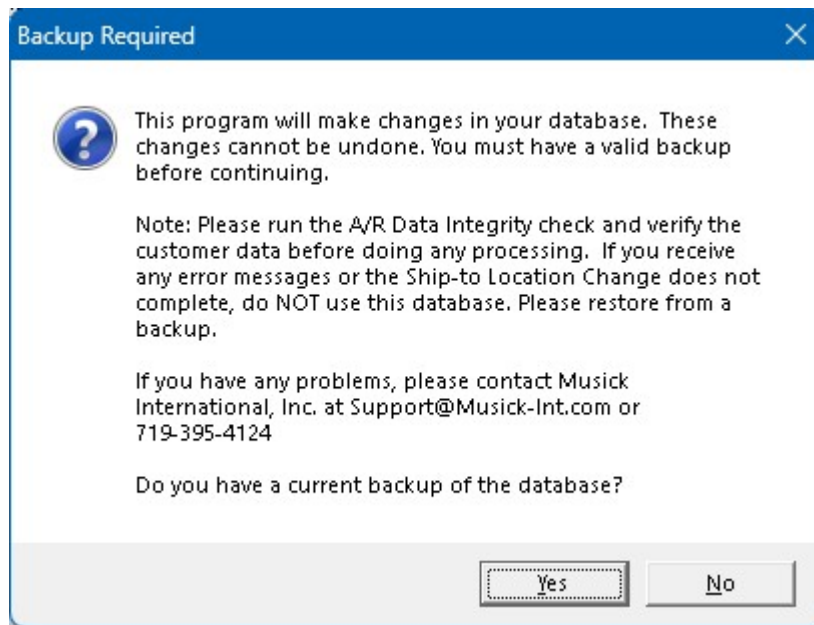 Backup Required
This program will make changes in your database.  These
changes cannot be undone. You must have a valid backup
before continuing.
Note: Please run the A/R Data Integrity check and verify the
customer data before doing any processing.  If you receive
any error messages or the Ship-to Location Change does not
complete, do NOT use this database. Please restore from a
backup.
If you have any problems, please contact Musick
International, Inc. at Support@Musick-Int.com or
719-395-4124
Do you have a current backup of the database?
Yes
No